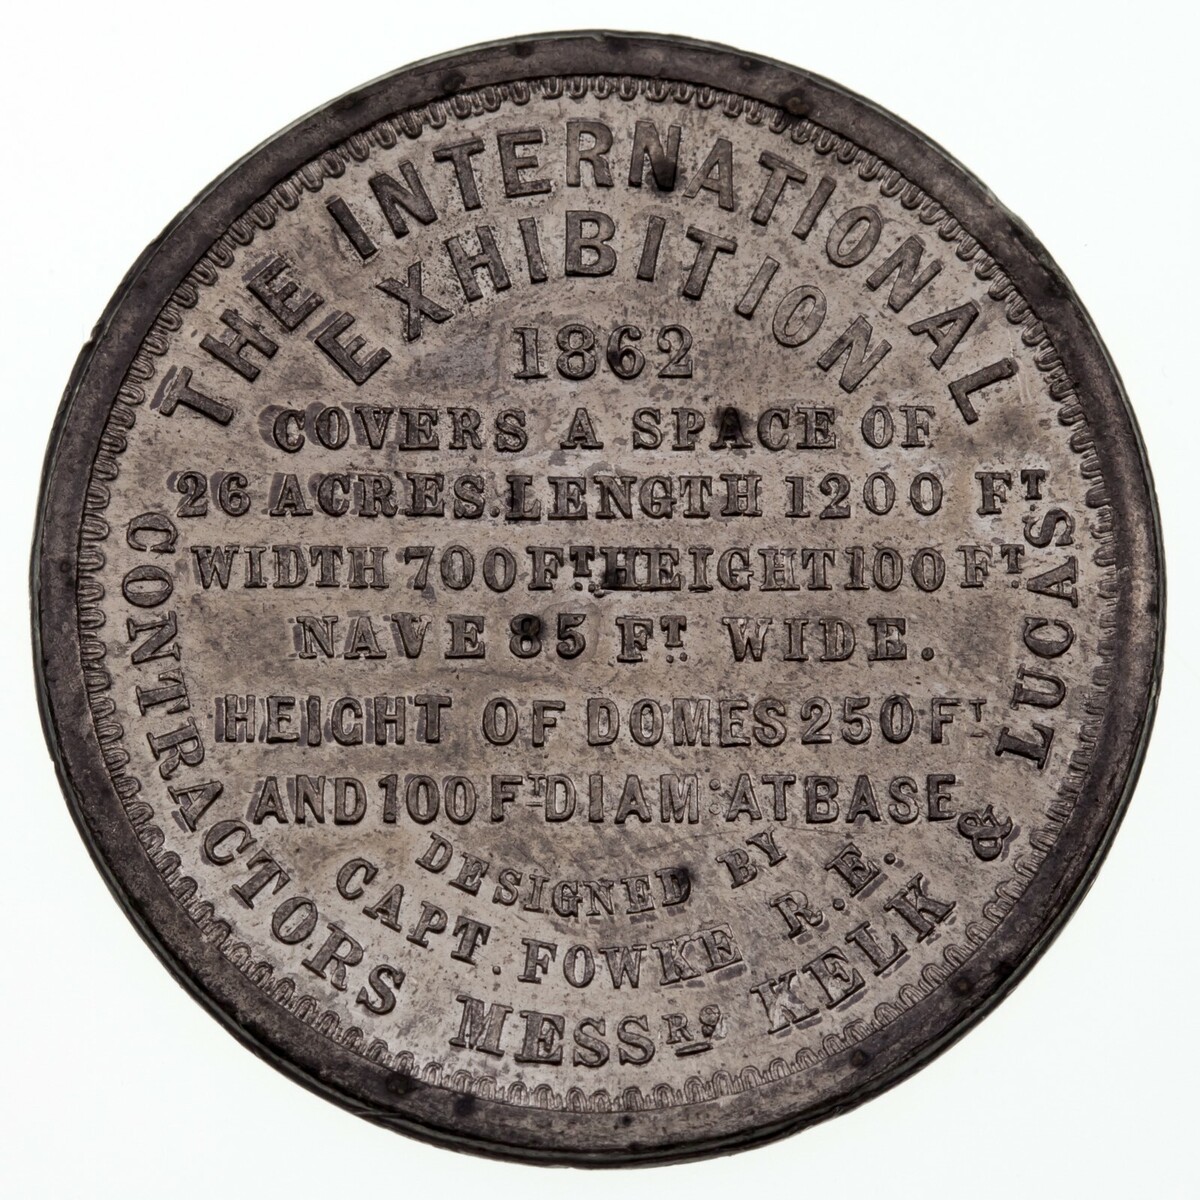 THE INTERNATIONAL
EXHIBITION
1862
COVERS A SPACE OF
26 ACRES. LENGTH 1200 FT.
WIDTH 700 FT. HEIGHT 100 FT.
NAVE 85 FT. WIDE.
HEIGHT OF DOMES 250 FT
AND 100 FT. DIAM: AT BASE
DESIGNED BY
CAPT. FOWKE R.E.
CONTRACTORS MESSRS KELK & LUCAS